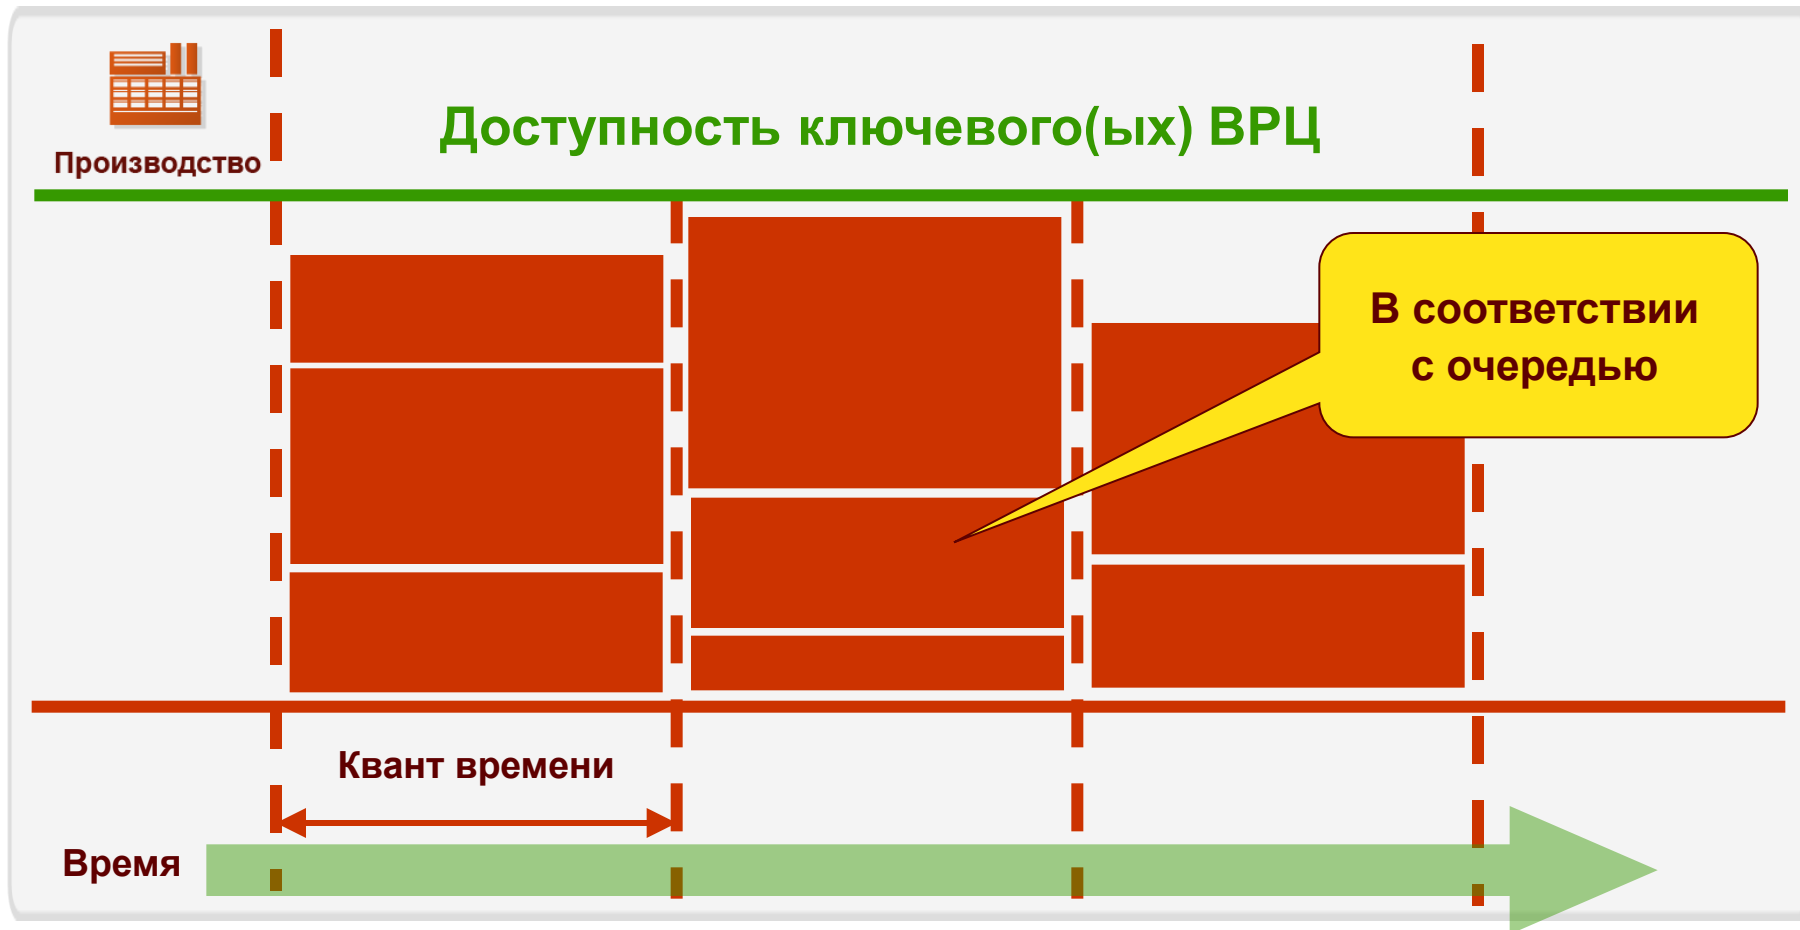 Производство
Доступность ключевого(ых) ВРЦ
В соответствии
с очередью
Квант времени
Время